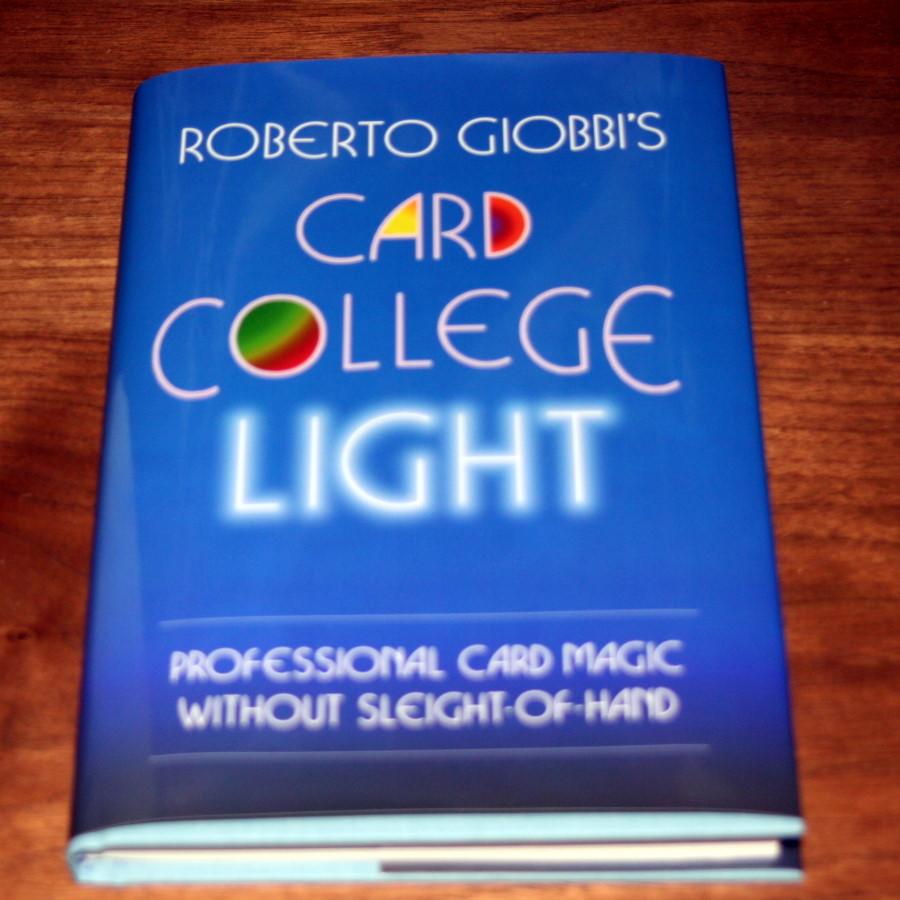 ROBERTO GIOBBI'S
CARD
COLLEGE
LIGHT
PROFESSIONAL CARD MAGIC
WITHOUT SLEIGHT-OF-HAND